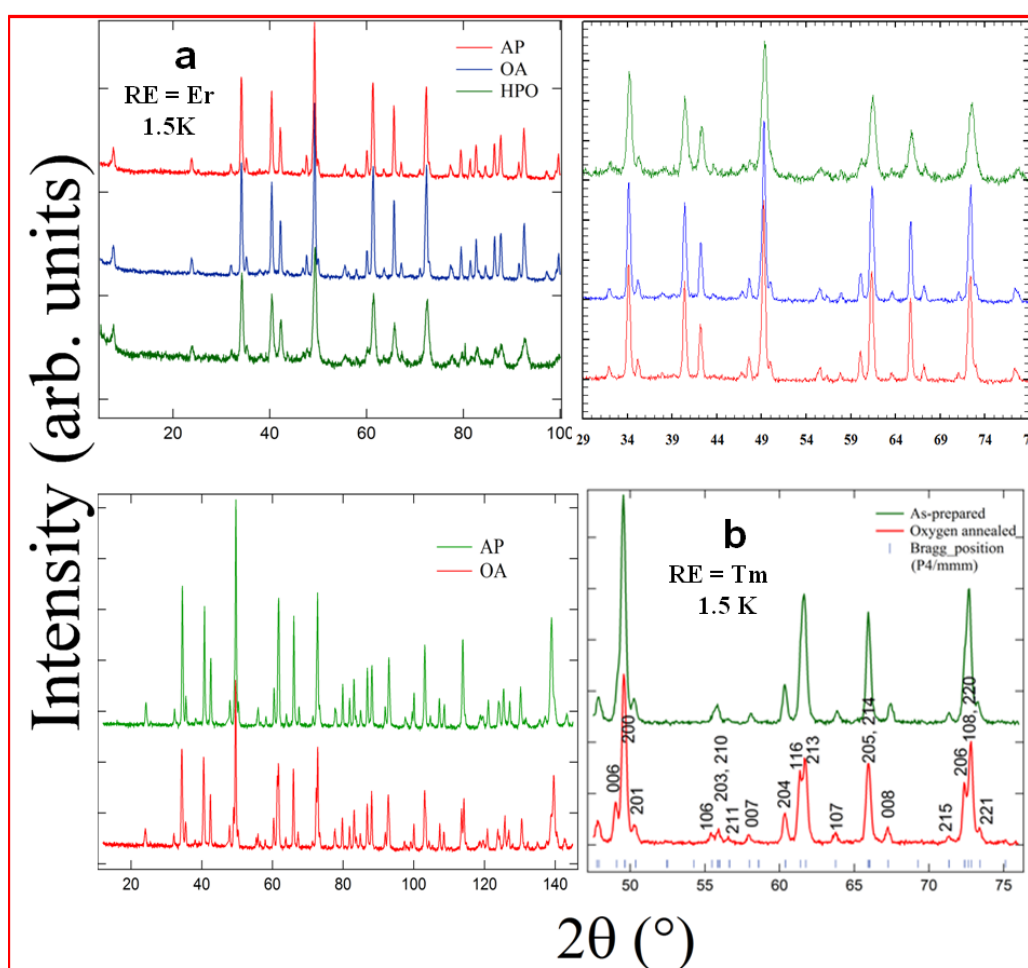 Intensity (arb. units)
a
RE = Er
1.5K
AP
OA
HPO
20 40 60 80 100
29 34 39 44 49 54 59 64 69 74 7
AP
OA
20 40 60 80 100 120 140
b
RE = Tm
1.5 K
As-prepared
Oxygen annealed
Bragg_position
(P4/mmm)
006
200
201
106
203, 210
211
007
204
116
213
107
205, 214
008
215
206
108, 220
221
50 55 60 65 70 75
2θ (°)